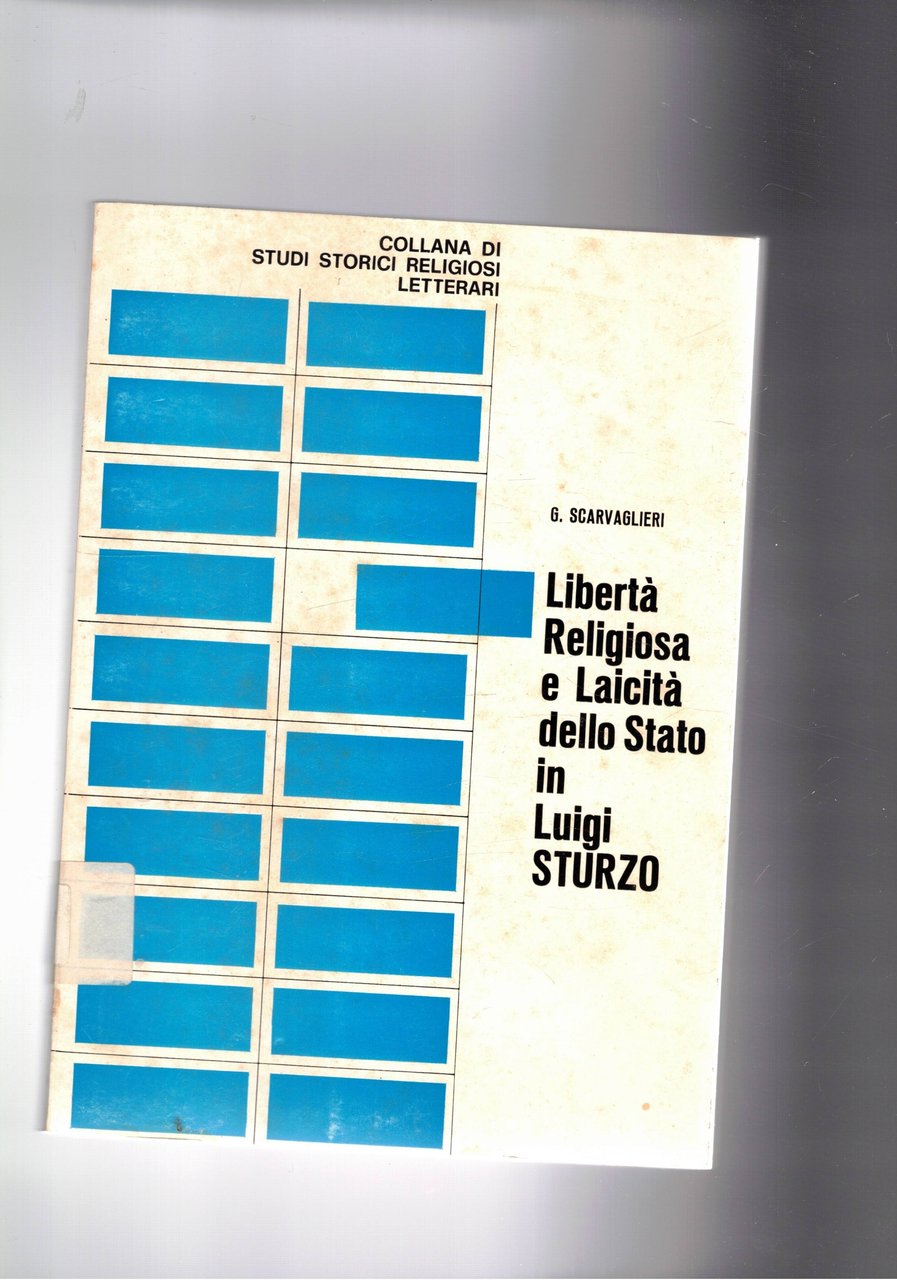 COLLANA DI
STUDI STORICI RELIGIOSI
LETTERARI
G. SCARVAGLIERI
Libertà
Religiosa
e Laicità
dello Stato
in
Luigi
STURZO